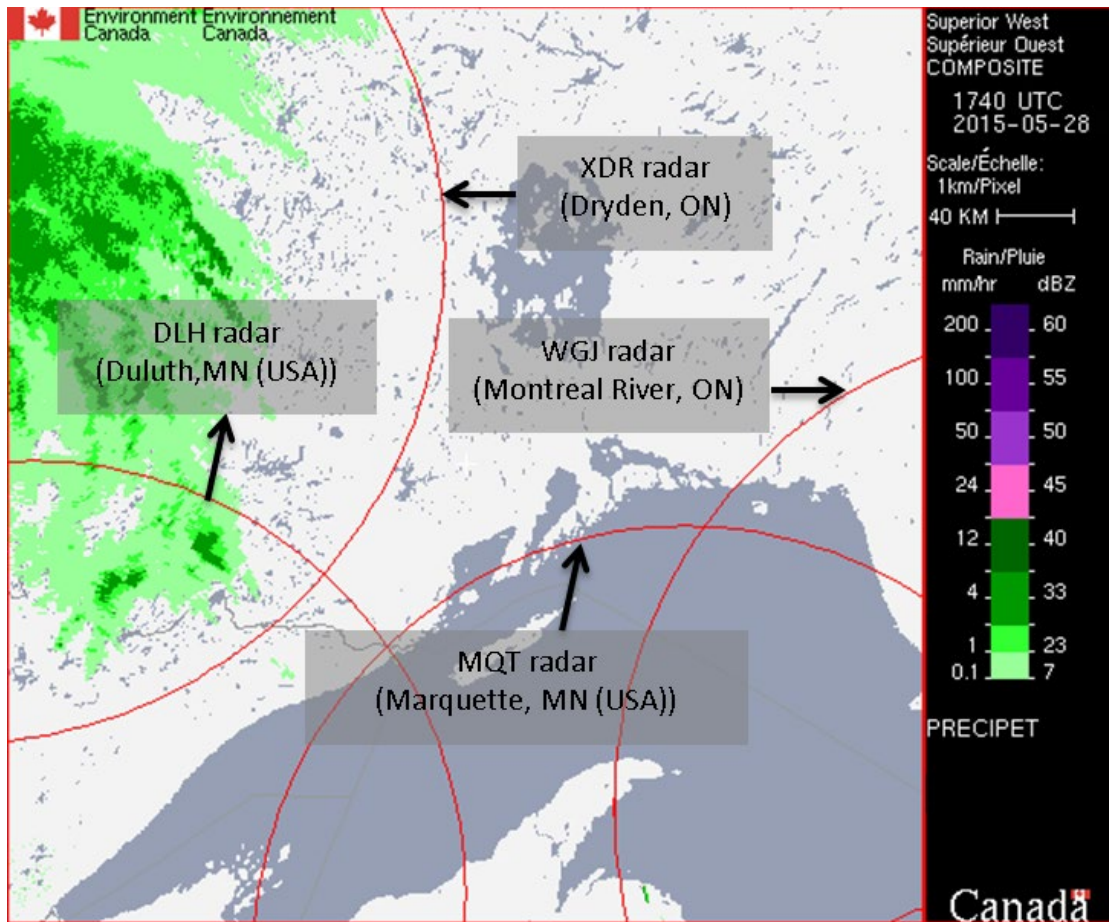 Environment Environnement
Canada Canada
XDR radar
(Dryden, ON)
DLH radar
(Duluth,MN (USA))
WGJ radar
(Montreal River, ON)
MQT radar
(Marquette, MN (USA))
Superior West
Supérieur Ouest
COMPOSITE
1740 UTC
2015-05-28
Scale/Échelle:
1km/Pixel
40 KM
Rain/Pluie
mm/hr dBZ
200 60
100 55
50 50
24 45
12 40
4 33
1 23
0.1 7
PRECIPET
Canada